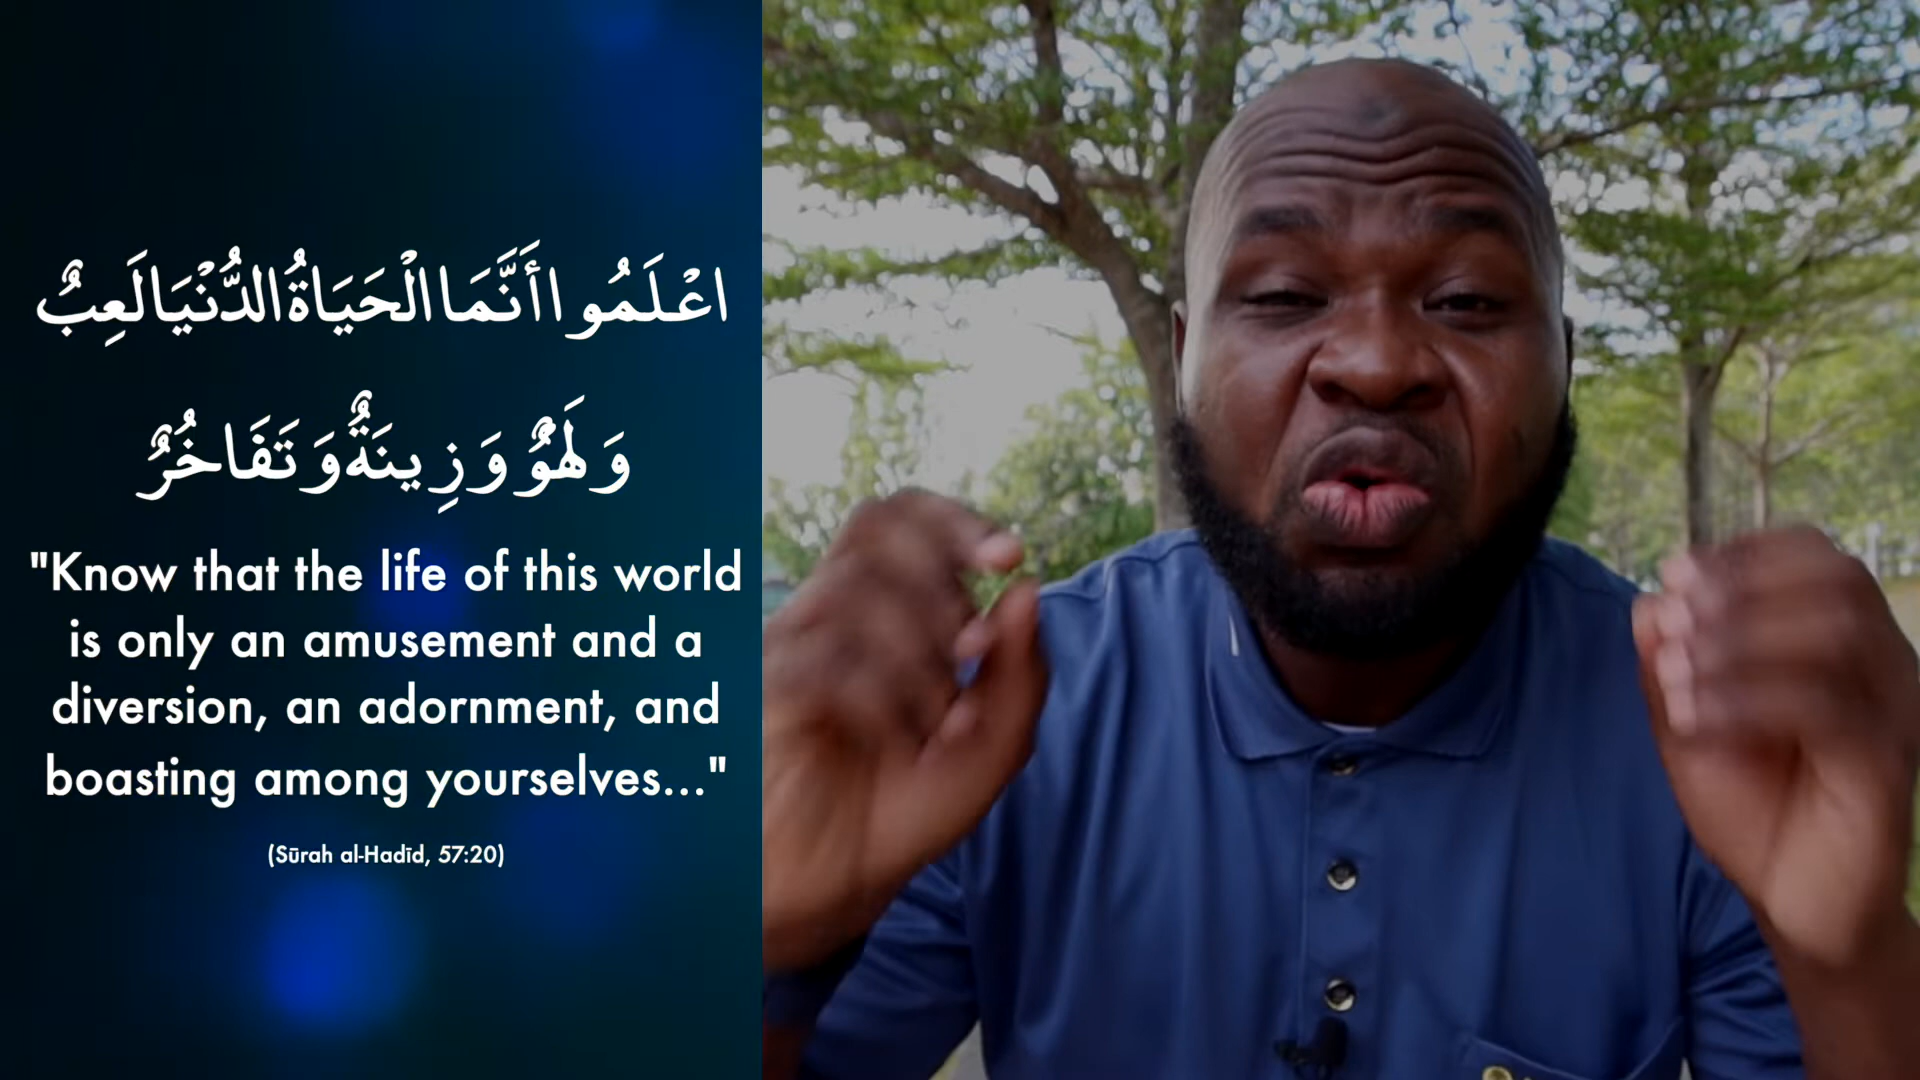 اعْلَمُوا أَنَّمَا الْحَيَاةُ الدُّنْيَا لَعِبٌ
وَلَهْوٌ وَزِينَةٌ وَتَفَاخُرٌ
"Know that the life of this world
is only an amusement and a
diversion, an adornment, and
boasting among yourselves..."
(Sūrah al-Hadīd, 57:20)